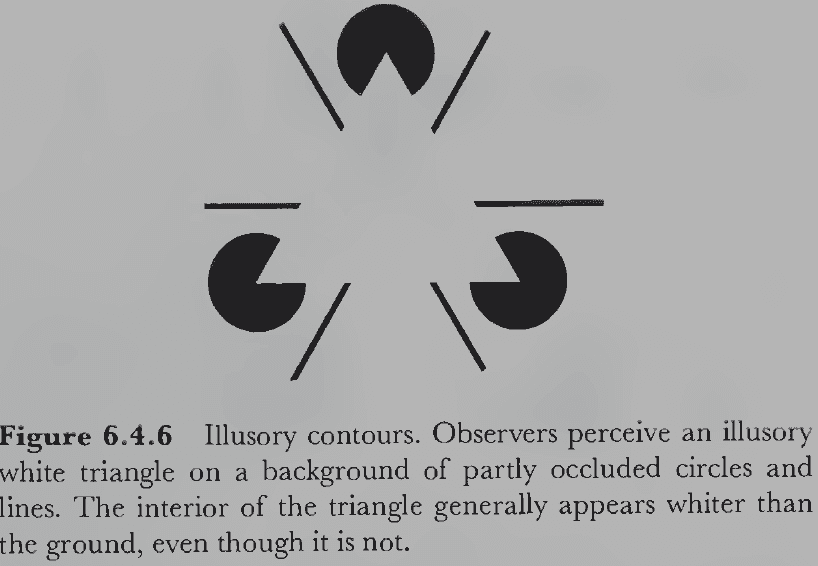 Figure 6.4.6 Illusory contours. Observers perceive an illusory
white triangle on a background of partly occluded circles and
lines. The interior of the triangle generally appears whiter than
the ground, even though it is not.